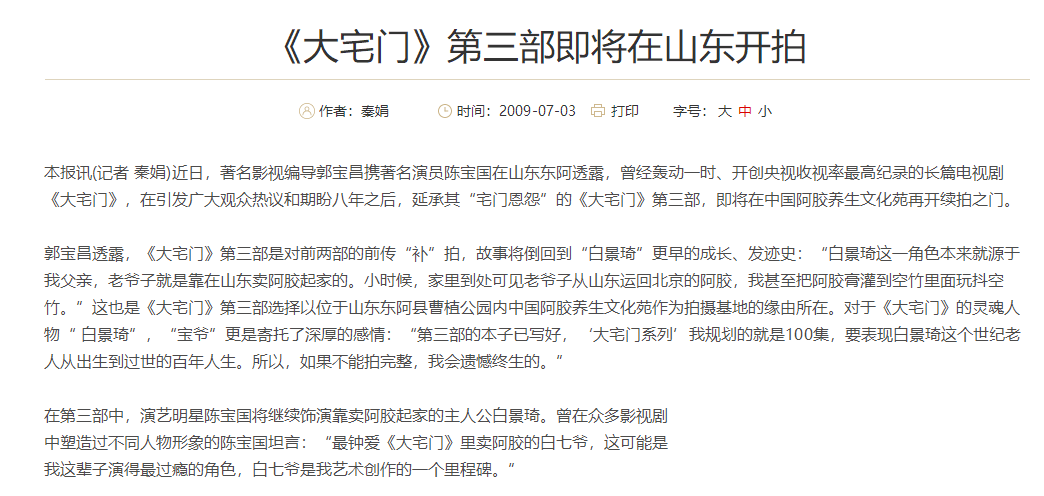 《大宅门》第三部即将在山东开拍
作者：秦娟 时间：2009-07-03 打印 字号：大 中 小
本报讯(记者 秦娟)近日，著名影视编导郭宝昌携著名演员陈宝国在山东东阿透露，曾经轰动一时、开创央视收视率最高纪录的长篇电视剧
《大宅门》，在引发广大观众热议和期盼八年之后，延承其“宅门恩怨”的《大宅门》第三部，即将在中国阿胶养生文化苑再开续拍之门。
郭宝昌透露，《大宅门》第三部是对前两部的前传“补”拍，故事将倒回到“白景琦”更早的成长、发迹史：“白景琦这一角色本来就源于
我父亲，老爷子就是靠在山东卖阿胶起家的。小时候，家里到处可见老爷子从山东运回北京的阿胶，我甚至把阿胶膏灌到空竹里面玩抖空
竹。”这也是《大宅门》第三部选择以位于山东东阿县曹植公园内中国阿胶养生文化苑作为拍摄基地的缘由所在。对于《大宅门》的灵魂人
物“ 白景琦”，“宝爷”更是寄托了深厚的感情：“第三部的本子已写好，‘大宅门系列’我规划的就是100集，要表现白景琦这个世纪老
人从出生到过世的百年人生。所以，如果不能拍完整，我会遗憾终生的。”
在第三部中，演艺明星陈宝国将继续饰演靠卖阿胶起家的主人公白景琦。曾在众多影视剧
中塑造过不同人物形象的陈宝国坦言：“最钟爱《大宅门》里卖阿胶的白七爷，这可能是
我这辈子演得最过瘾的角色，白七爷是我艺术创作的一个里程碑。”